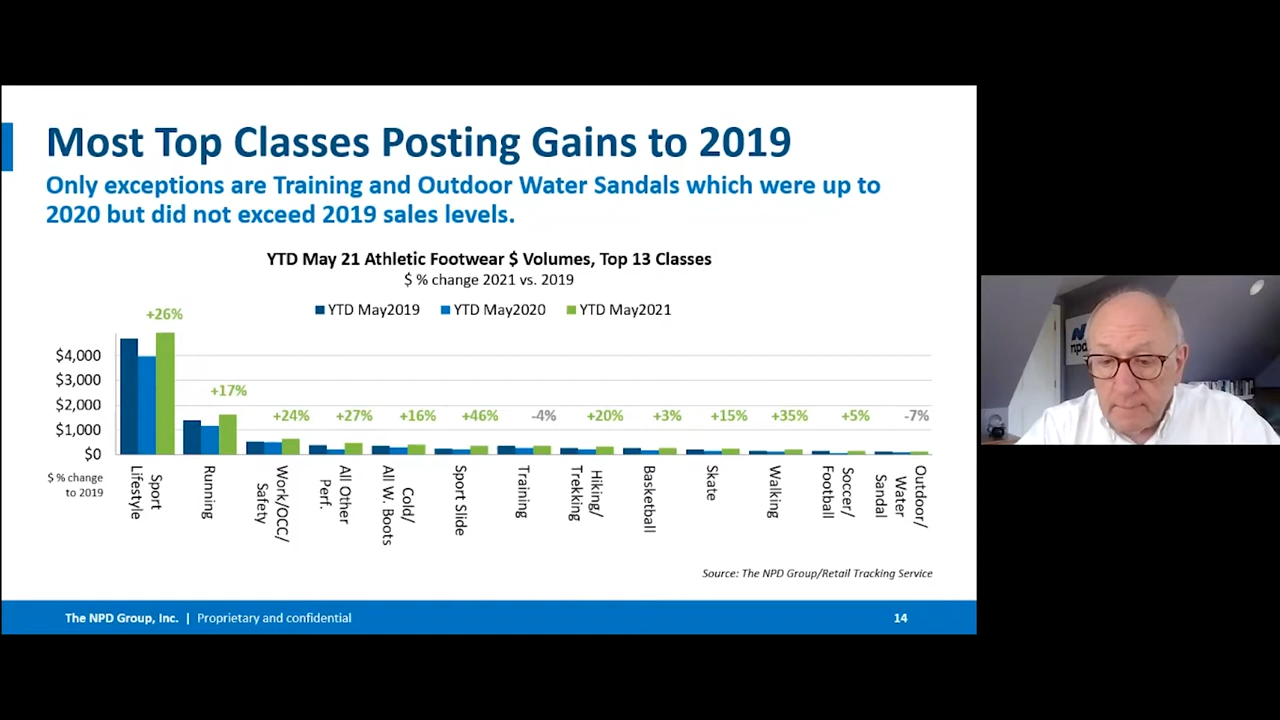 Most Top Classes Posting Gains to 2019
Only exceptions are Training and Outdoor Water Sandals which were up to
2020 but did not exceed 2019 sales levels.
YTD May 21 Athletic Footwear $ Volumes, Top 13 Classes
$ % change 2021 vs. 2019
YTD May2019 YTD May2020 YTD May2021
$4,000
$3,000
$2,000
$1,000
$0
+26%
+17%
+24%
+27%
+16%
+46%
-4%
+20%
+3%
+15%
+35%
+5%
-7%
$ % change
to 2019
Sport
Lifestyle
Running
Work/OCC/
Safety
All Other
Perf.
Cold/
All W. Boots
Sport Slide
Training
Hiking/
Trekking
Basketball
Skate
Walking
Soccer/
Football
Outdoor/
Water
Sandal
Source: The NPD Group/Retail Tracking Service
The NPD Group, Inc. | Proprietary and confidential
14
npd